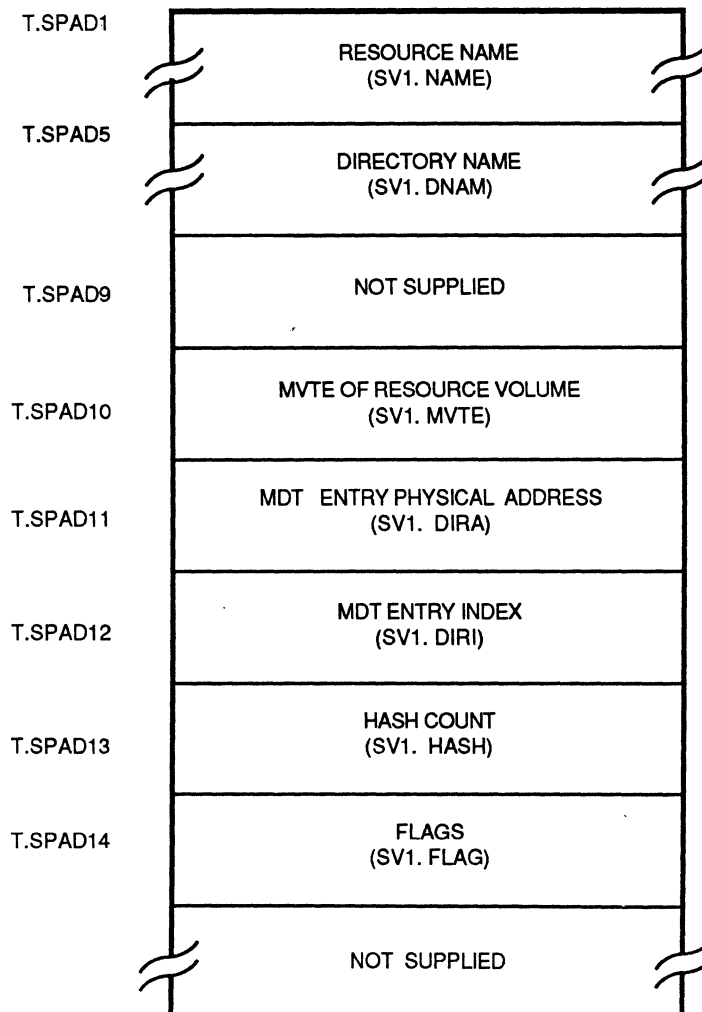 T.SPAD1
RESOURCE NAME
(SV1. NAME)
T.SPAD5
DIRECTORY NAME
(SV1. DNAM)
T.SPAD9
NOT SUPPLIED
MVTE OF RESOURCE VOLUME
T.SPAD10
(SV1. MVTE)
MDT ENTRY PHYSICAL ADDRESS
T.SPAD11
(SV1. DIRA)
MDT ENTRY INDEX
T.SPAD12
(SV1. DIRI)
HASH COUNT
T.SPAD13
(SV1. HASH)
T.SPAD14
FLAGS
(SV1. FLAG)
NOT SUPPLIED